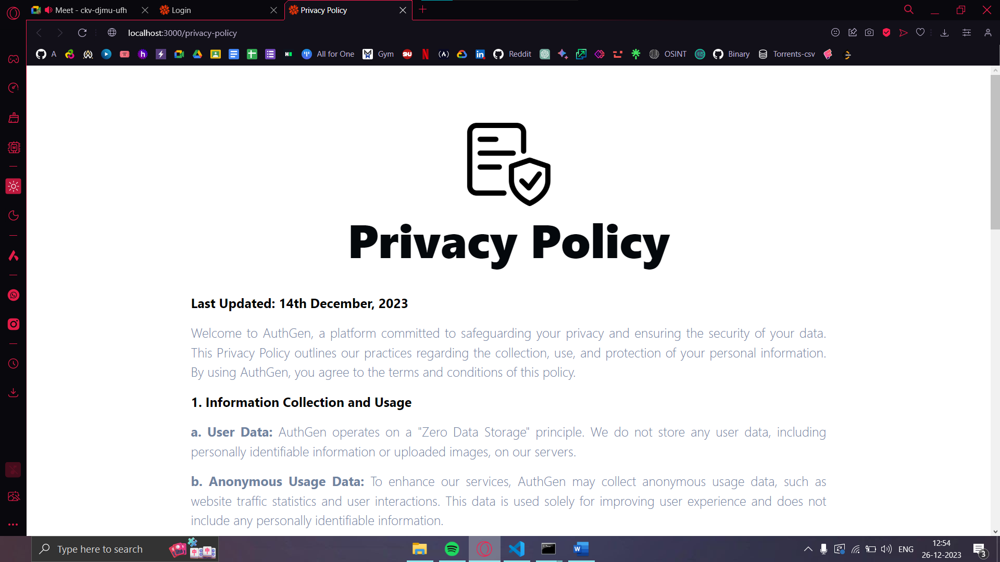 Meet - ckv-djmu-ufh
Login
Privacy Policy
localhost:3000/privacy-policy
A
All for One
Gym
Reddit
OSINT
Binary
Torrents-csv
Privacy Policy
Last Updated: 14th December, 2023
Welcome to AuthGen, a platform committed to safeguarding your privacy and ensuring the security of your data.
This Privacy Policy outlines our practices regarding the collection, use, and protection of your personal information.
By using AuthGen, you agree to the terms and conditions of this policy.
1. Information Collection and Usage
a. User Data: AuthGen operates on a "Zero Data Storage" principle. We do not store any user data, including
personally identifiable information or uploaded images, on our servers.
b. Anonymous Usage Data: To enhance our services, AuthGen may collect anonymous usage data, such as
website traffic statistics and user interactions. This data is used solely for improving user experience and does not
include any personally identifiable information.
Type here to search
ENG
12:54
26-12-2023
3